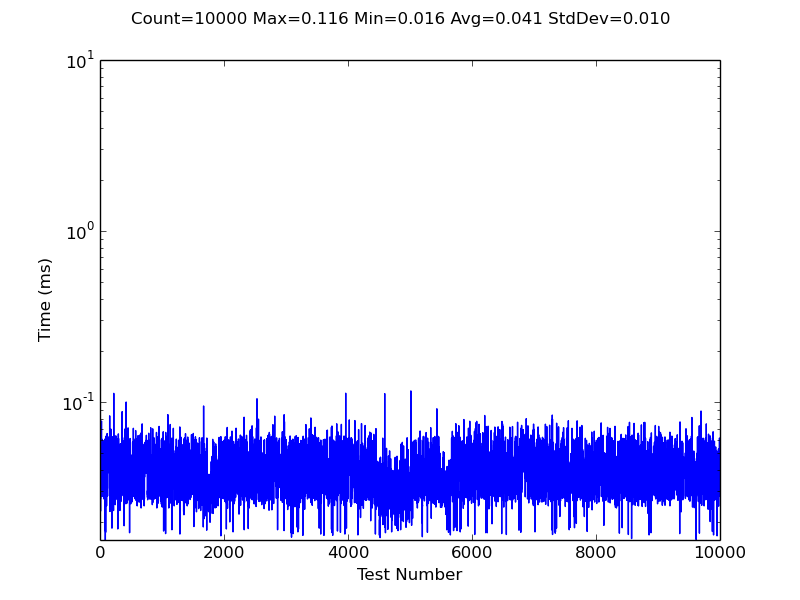 Count=10000 Max=0.116 Min=0.016 Avg=0.041 StdDev=0.010
10^1
10^0
10^-1
Time (ms)
0 2000 4000 6000 8000 10000
Test Number